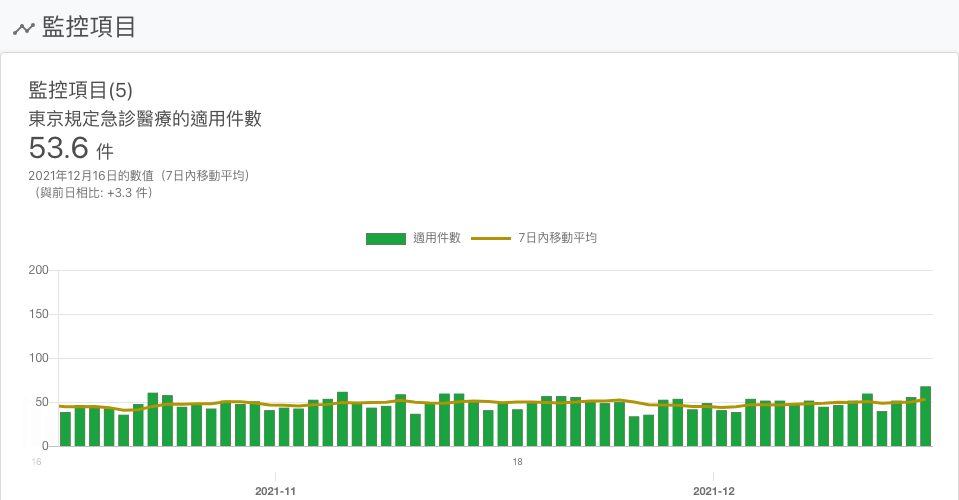 監控項目
監控項目(5)
東京規定急診醫療的適用件數
53.6 件
2021年12月16日的數值（7日內移動平均）
（與前日相比: +3.3 件）
適用件數 7日內移動平均
200
150
100
50
0
16 18
2021-11 2021-12